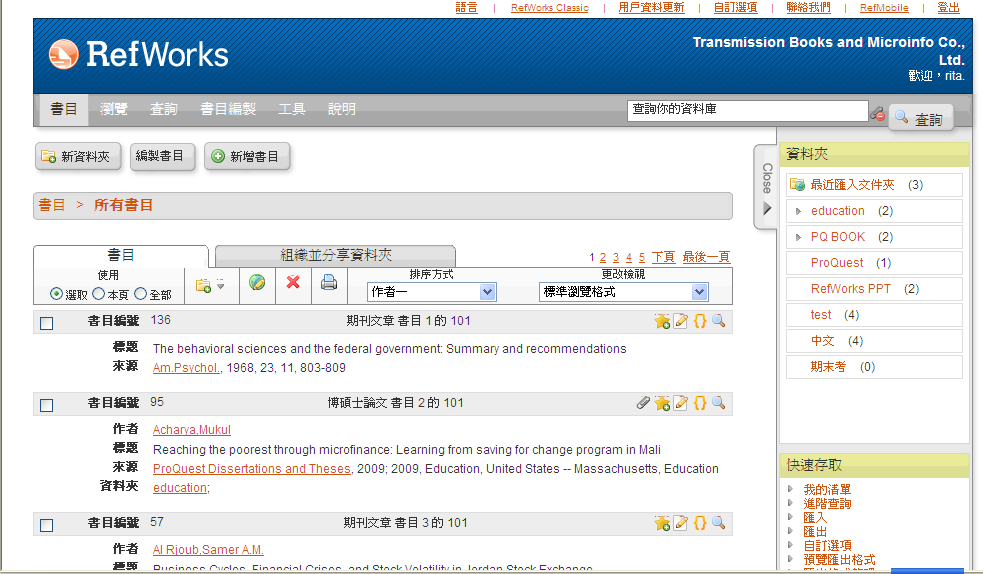 語言 | RefWorks Classic | 用戶資料更新 | 自訂選項 | 聯絡我們 | RefMobile | 登出
RefWorks
Transmission Books and Microinfo Co., Ltd.
歡迎，rita.
書目 瀏覽 查詢 書目編製 工具 說明
查詢你的資料庫 查詢
新資料夾 編製書目 新增書目
Close
書目 > 所有書目
書目 組織並分享資料夾
1 2 3 4 5 下頁 最後一頁
使用 排序方式 更改檢視
選取 本頁 全部 作者一 標準瀏覽格式
書目編號 136 期刊文章 書目 1 的 101
標題 The behavioral sciences and the federal government: Summary and recommendations
來源 Am.Psychol., 1968, 23, 11, 803-809
書目編號 95 博碩士論文 書目 2 的 101
作者 Acharya,Mukul
標題 Reaching the poorest through microfinance: Learning from saving for change program in Mali
來源 ProQuest Dissertations and Theses, 2009; 2009, Education, United States -- Massachusetts, Education
資料夾 education;
書目編號 57 期刊文章 書目 3 的 101
作者 Al Rjoub,Samer A.M.
標題 Business Cycles, Financial Crises, and Stock Volatility in Jordan Stock Exchange
資料夾
最近匯入文件夾 (3)
education (2)
PQ BOOK (2)
ProQuest (1)
RefWorks PPT (2)
test (4)
中文 (4)
期末考 (0)
快速存取
我的清單
進階查詢
匯入
匯出
自訂選項
預覽匯出格式